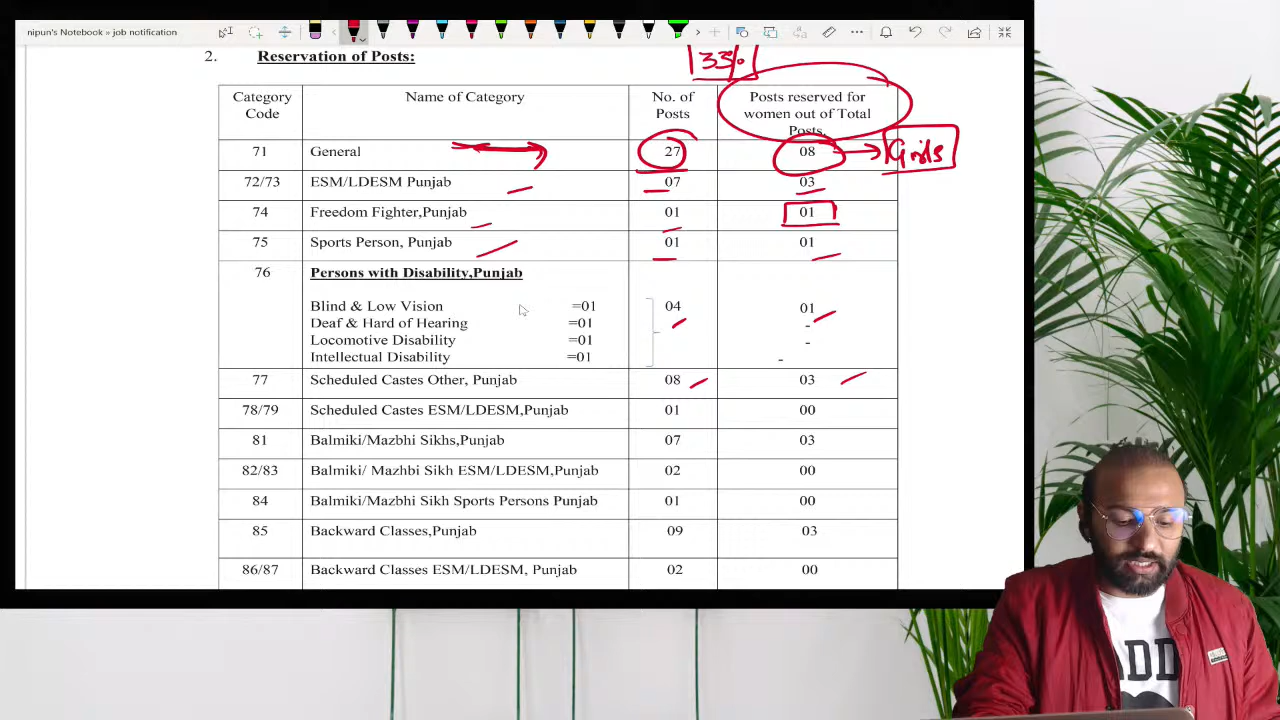 nipun's Notebook » job notification
33%
2. Reservation of Posts:
Category Code Name of Category No. of Posts Posts reserved for women out of Total Posts.
71 General 27 08 Girls
72/73 ESM/LDESM Punjab 07 03
74 Freedom Fighter,Punjab 01 01
75 Sports Person, Punjab 01 01
76 Persons with Disability,Punjab
Blind & Low Vision =01 04 01
Deaf & Hard of Hearing =01 -
Locomotive Disability =01 -
Intellectual Disability =01 -
77 Scheduled Castes Other, Punjab 08 03
78/79 Scheduled Castes ESM/LDESM,Punjab 01 00
81 Balmiki/Mazbhi Sikhs,Punjab 07 03
82/83 Balmiki/ Mazhbi Sikh ESM/LDESM,Punjab 02 00
84 Balmiki/Mazbhi Sikh Sports Persons Punjab 01 00
85 Backward Classes,Punjab 09 03
86/87 Backward Classes ESM/LDESM, Punjab 02 00